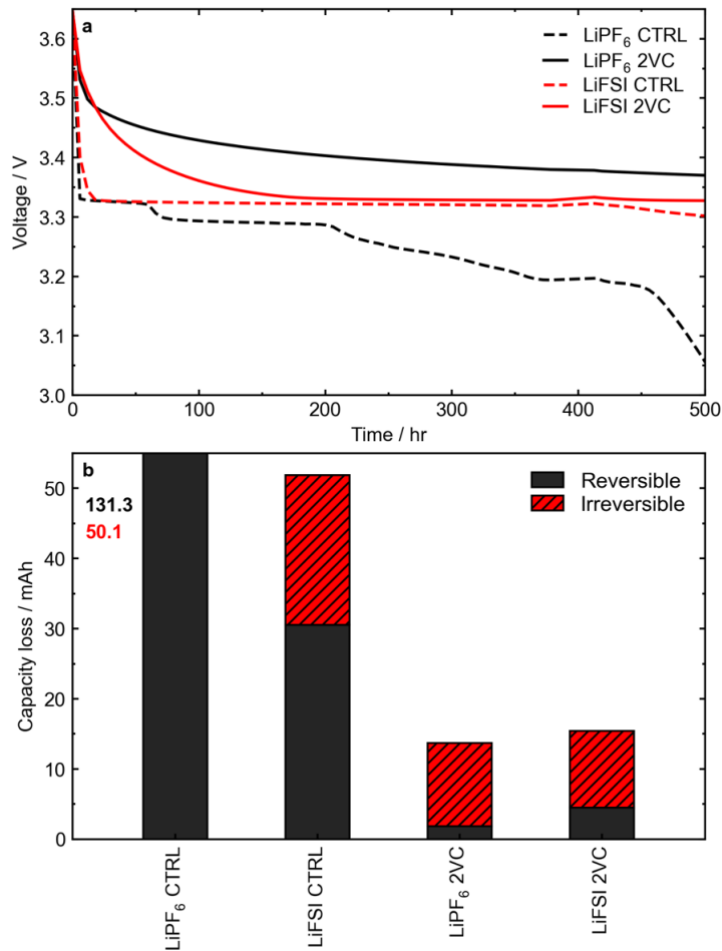 a
LiPF₆ CTRL
LiPF₆ 2VC
LiFSI CTRL
LiFSI 2VC
3.6
3.5
3.4
3.3
3.2
3.1
3.0
Voltage / V
0 100 200 300 400 500
Time / hr
b
131.3
50.1
Reversible
Irreversible
50
40
30
20
10
0
Capacity loss / mAh
LiPF₆ CTRL
LiFSI CTRL
LiPF₆ 2VC
LiFSI 2VC